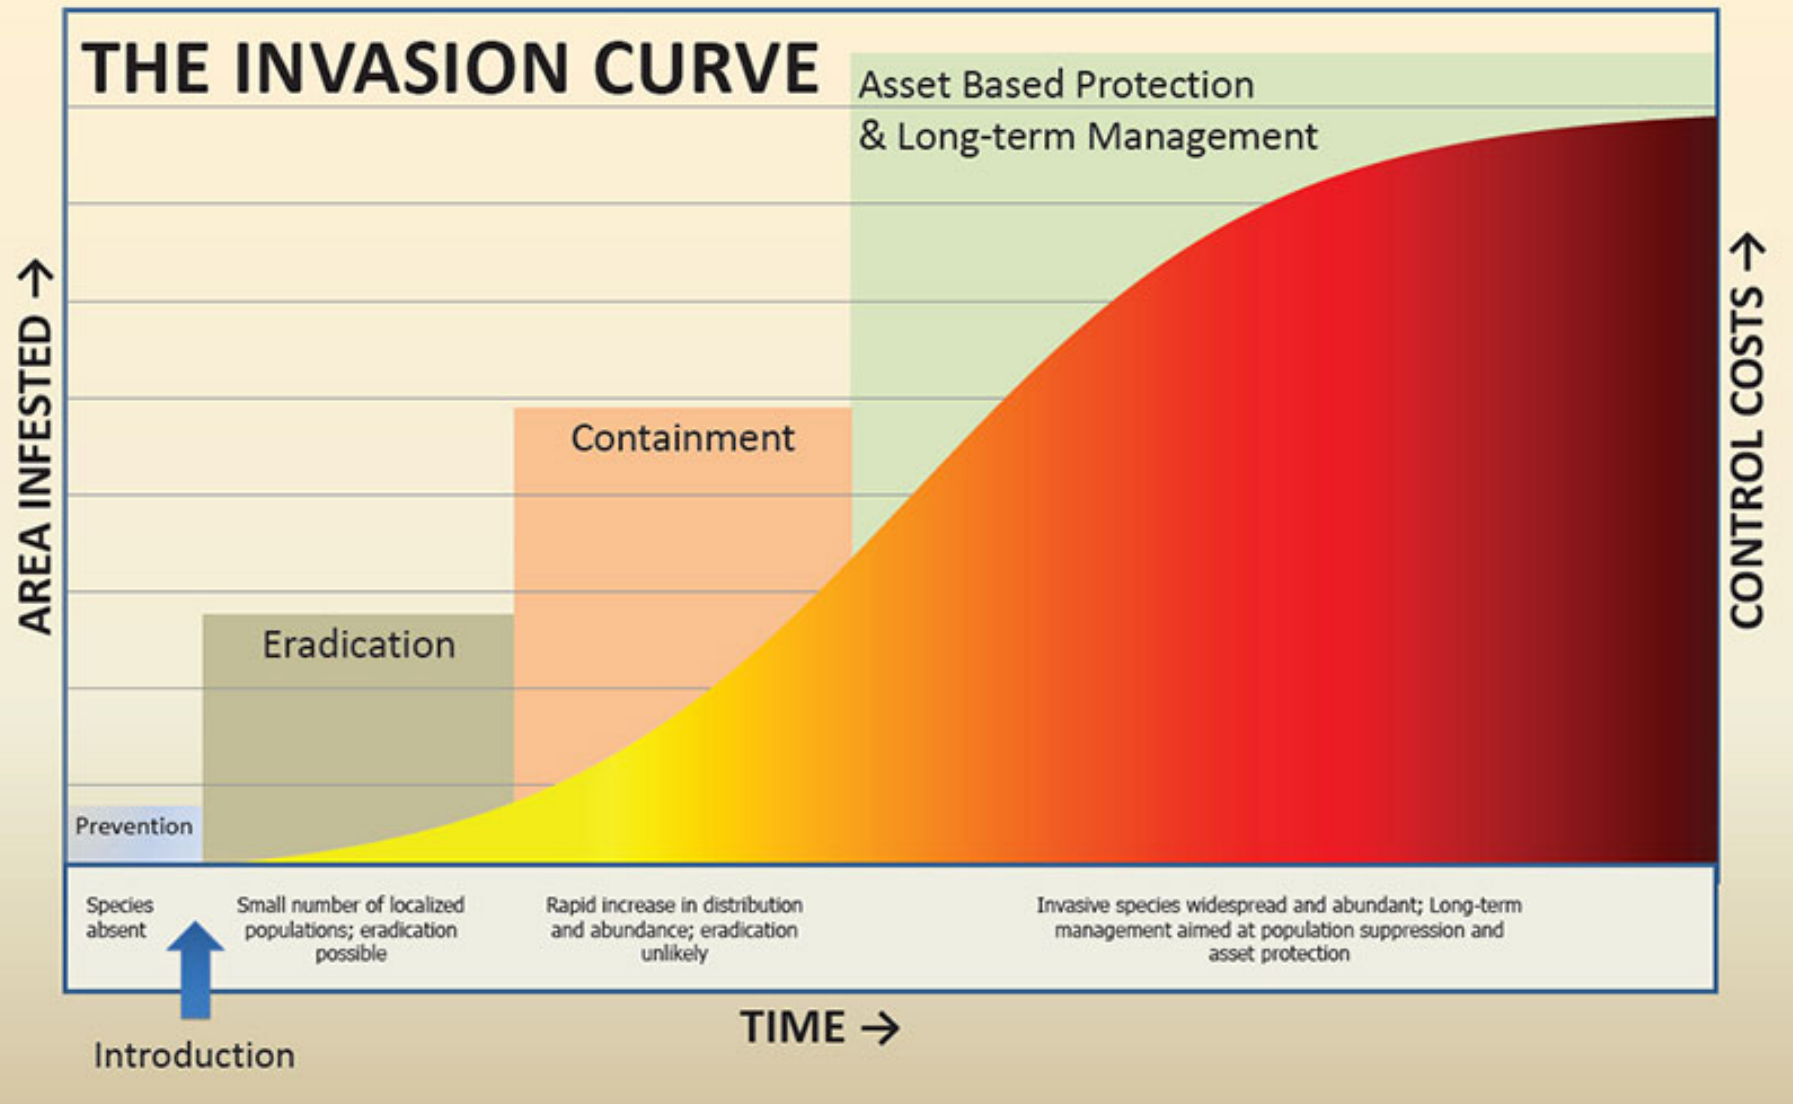 THE INVASION CURVE
Asset Based Protection
& Long-term Management
Containment
Eradication
Prevention
AREA INFESTED →
CONTROL COSTS →
Species
absent
Small number of localized
populations; eradication
possible
Rapid increase in distribution
and abundance; eradication
unlikely
Invasive species widespread and abundant; Long-term
management aimed at population suppression and
asset protection
TIME →
Introduction